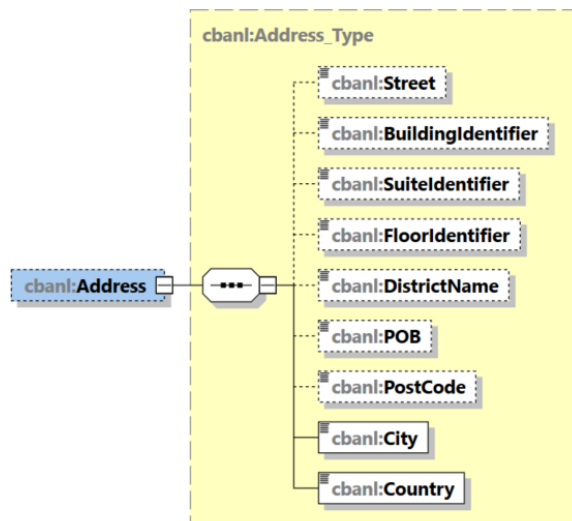 cbanl:Address_Type
cbanl:Street
cbanl:BuildingIdentifier
cbanl:SuiteIdentifier
cbanl:FloorIdentifier
cbanl:Address
cbanl:DistrictName
cbanl:POB
cbanl:PostCode
cbanl:City
cbanl:Country